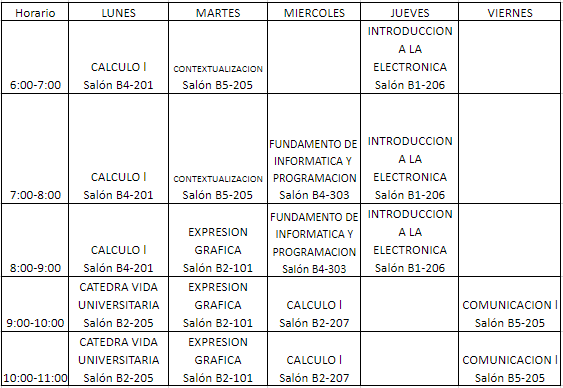 Horario LUNES MARTES MIERCOLES JUEVES VIERNES
6:00-7:00
CALCULO l
Salón B4-201
CONTEXTUALIZACION
Salón B5-205
INTRODUCCION
A LA
ELECTRONICA
Salón B1-206
7:00-8:00
CALCULO l
Salón B4-201
CONTEXTUALIZACION
Salón B5-205
FUNDAMENTO DE
INFORMATICA Y
PROGRAMACION
Salón B4-303
INTRODUCCION
A LA
ELECTRONICA
Salón B1-206
8:00-9:00
CALCULO l
Salón B4-201
EXPRESION
GRAFICA
Salón B2-101
FUNDAMENTO DE
INFORMATICA Y
PROGRAMACION
Salón B4-303
INTRODUCCION
A LA
ELECTRONICA
Salón B1-206
9:00-10:00
CATEDRA VIDA
UNIVERSITARIA
Salón B2-205
EXPRESION
GRAFICA
Salón B2-101
CALCULO l
Salón B2-207
COMUNICACION l
Salón B5-205
10:00-11:00
CATEDRA VIDA
UNIVERSITARIA
Salón B2-205
EXPRESION
GRAFICA
Salón B2-101
CALCULO l
Salón B2-207
COMUNICACION l
Salón B5-205